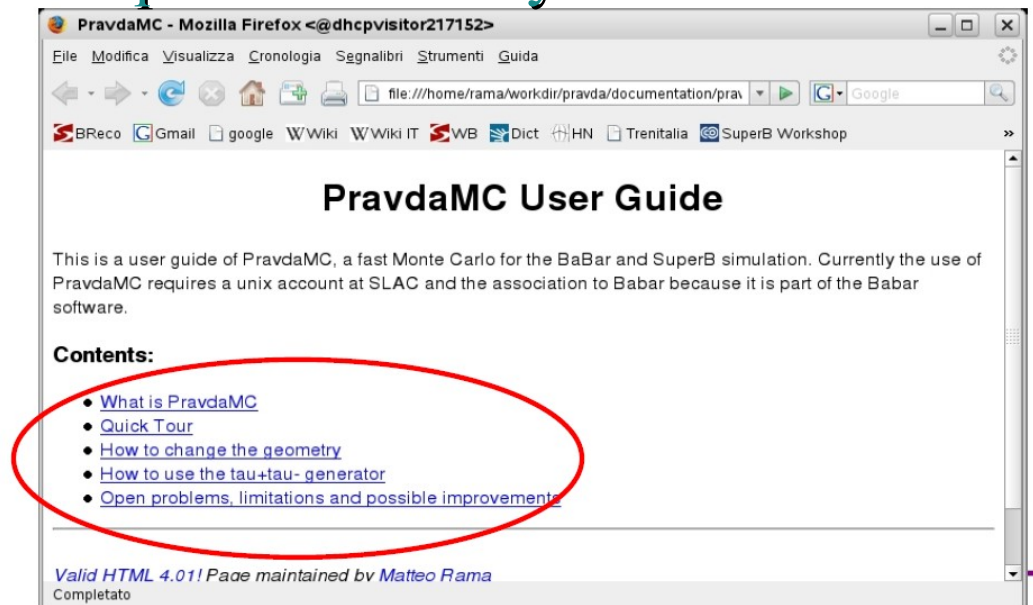 PravdaMC - Mozilla Firefox <@dhcpvisitor217152>
File Modifica Visualizza Cronologia Segnalibri Strumenti Guida
file:///home/rama/workdir/pravda/documentation/prav G Google
BReco Gmail google Wiki Wiki IT WB Dict HN Trenitalia SuperB Workshop »
PravdaMC User Guide
This is a user guide of PravdaMC, a fast Monte Carlo for the BaBar and SuperB simulation. Currently the use of
PravdaMC requires a unix account at SLAC and the association to Babar because it is part of the Babar
software.
Contents:
• What is PravdaMC
• Quick Tour
• How to change the geometry
• How to use the tau+tau- generator
• Open problems, limitations and possible improvements
Valid HTML 4.01! Page maintained by Matteo Rama
Completato